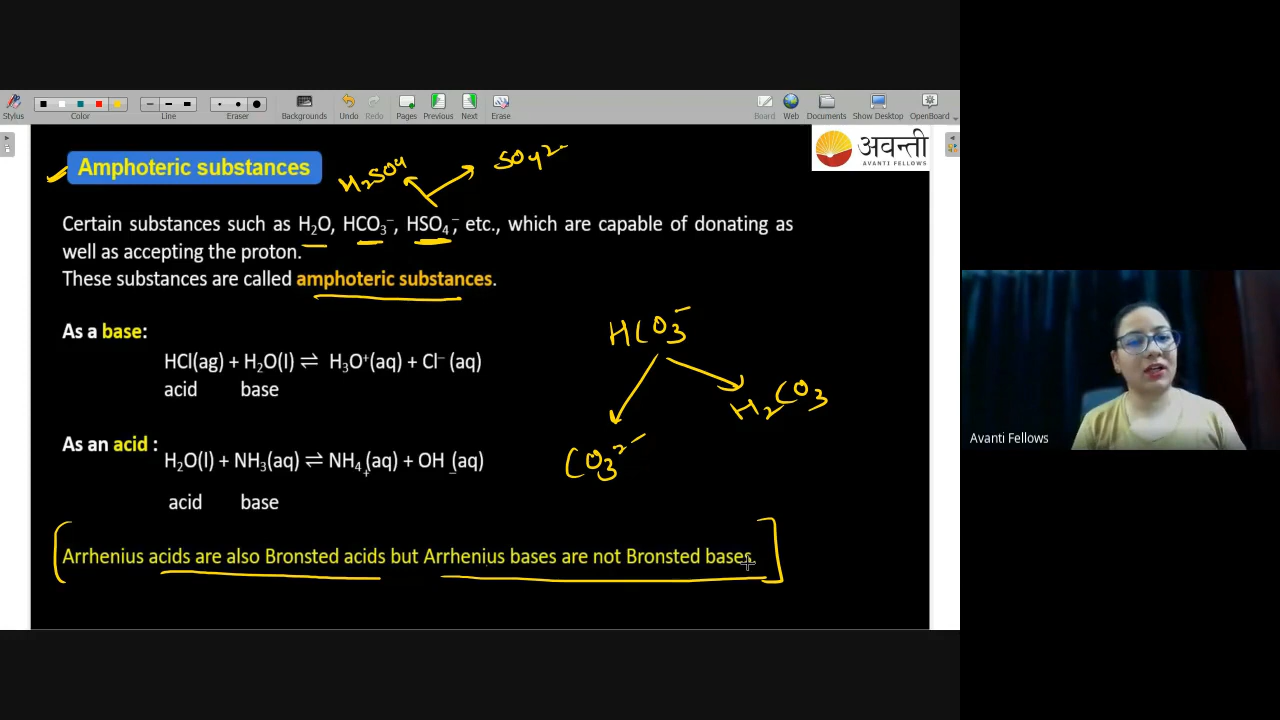 Stylus
Color
Line
Eraser
Backgrounds
Undo
Redo
Pages
Previous
Next
Erase
Board
Web
Documents
Show Desktop
OpenBoard
अवन्ती
AVANTI FELLOWS
Amphoteric substances
H₂SO4
SO4²⁻
Certain substances such as H₂O, HCO₃⁻, HSO₄⁻, etc., which are capable of donating as
well as accepting the proton.
These substances are called amphoteric substances.
As a base:
HCl(ag) + H₂O(l) ⇌ H₃O⁺(aq) + Cl⁻ (aq)
acid base
HCO₃⁻
H₂CO₃
CO₃²⁻
As an acid :
H₂O(l) + NH₃(aq) ⇌ NH₄₊(aq) + OH₋(aq)
acid base
Arrhenius acids are also Bronsted acids but Arrhenius bases are not Bronsted bases.
Avanti Fellows